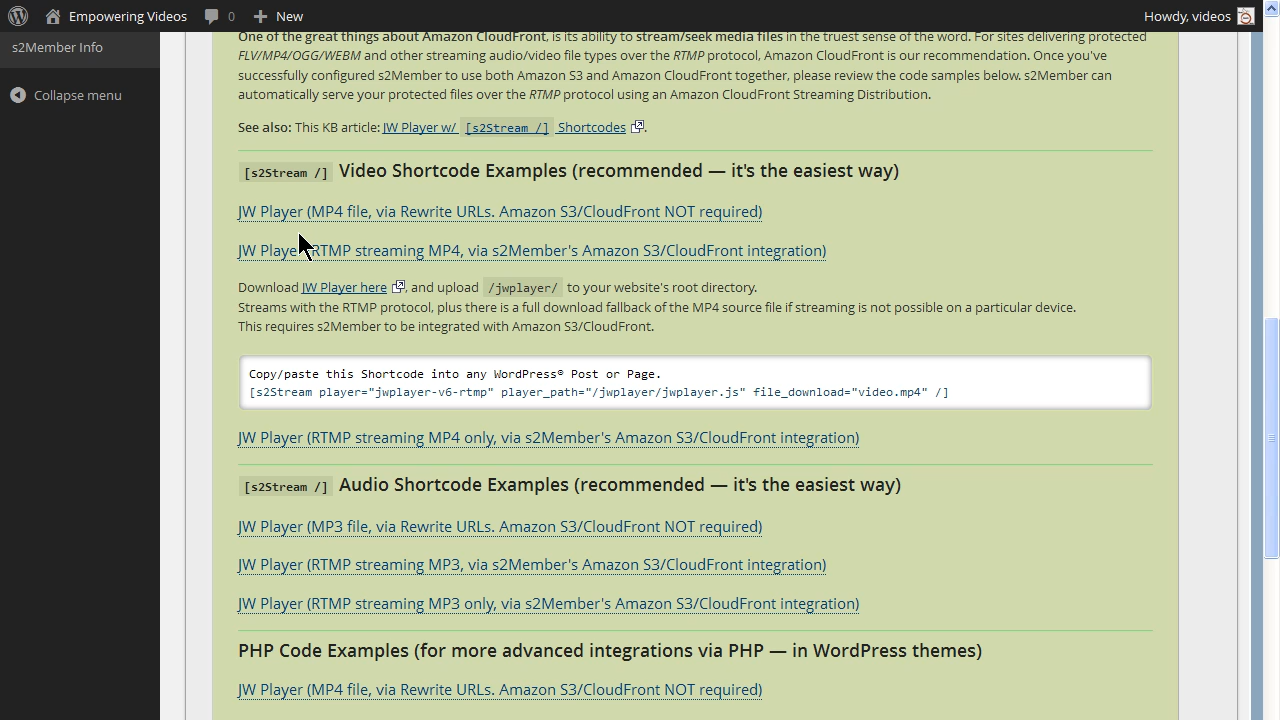 Empowering Videos
0
New
Howdy, videos
s2Member Info
Collapse menu
One of the great things about Amazon CloudFront, is its ability to stream/seek media files in the truest sense of the word. For sites delivering protected
FLV/MP4/OGG/WEBM and other streaming audio/video file types over the RTMP protocol, Amazon CloudFront is our recommendation. Once you've
successfully configured s2Member to use both Amazon S3 and Amazon CloudFront together, please review the code samples below. s2Member can
automatically serve your protected files over the RTMP protocol using an Amazon CloudFront Streaming Distribution.
See also: This KB article: JW Player w/ [s2Stream /] Shortcodes.
[s2Stream /] Video Shortcode Examples (recommended — it's the easiest way)
JW Player (MP4 file, via Rewrite URLs. Amazon S3/CloudFront NOT required)
JW Player (RTMP streaming MP4, via s2Member's Amazon S3/CloudFront integration)
Download JW Player here, and upload /jwplayer/ to your website's root directory.
Streams with the RTMP protocol, plus there is a full download fallback of the MP4 source file if streaming is not possible on a particular device.
This requires s2Member to be integrated with Amazon S3/CloudFront.
Copy/paste this Shortcode into any WordPress® Post or Page.
[s2Stream player="jwplayer-v6-rtmp" player_path="/jwplayer/jwplayer.js" file_download="video.mp4" /]
JW Player (RTMP streaming MP4 only, via s2Member's Amazon S3/CloudFront integration)
[s2Stream /] Audio Shortcode Examples (recommended — it's the easiest way)
JW Player (MP3 file, via Rewrite URLs. Amazon S3/CloudFront NOT required)
JW Player (RTMP streaming MP3, via s2Member's Amazon S3/CloudFront integration)
JW Player (RTMP streaming MP3 only, via s2Member's Amazon S3/CloudFront integration)
PHP Code Examples (for more advanced integrations via PHP — in WordPress themes)
JW Player (MP4 file, via Rewrite URLs. Amazon S3/CloudFront NOT required)